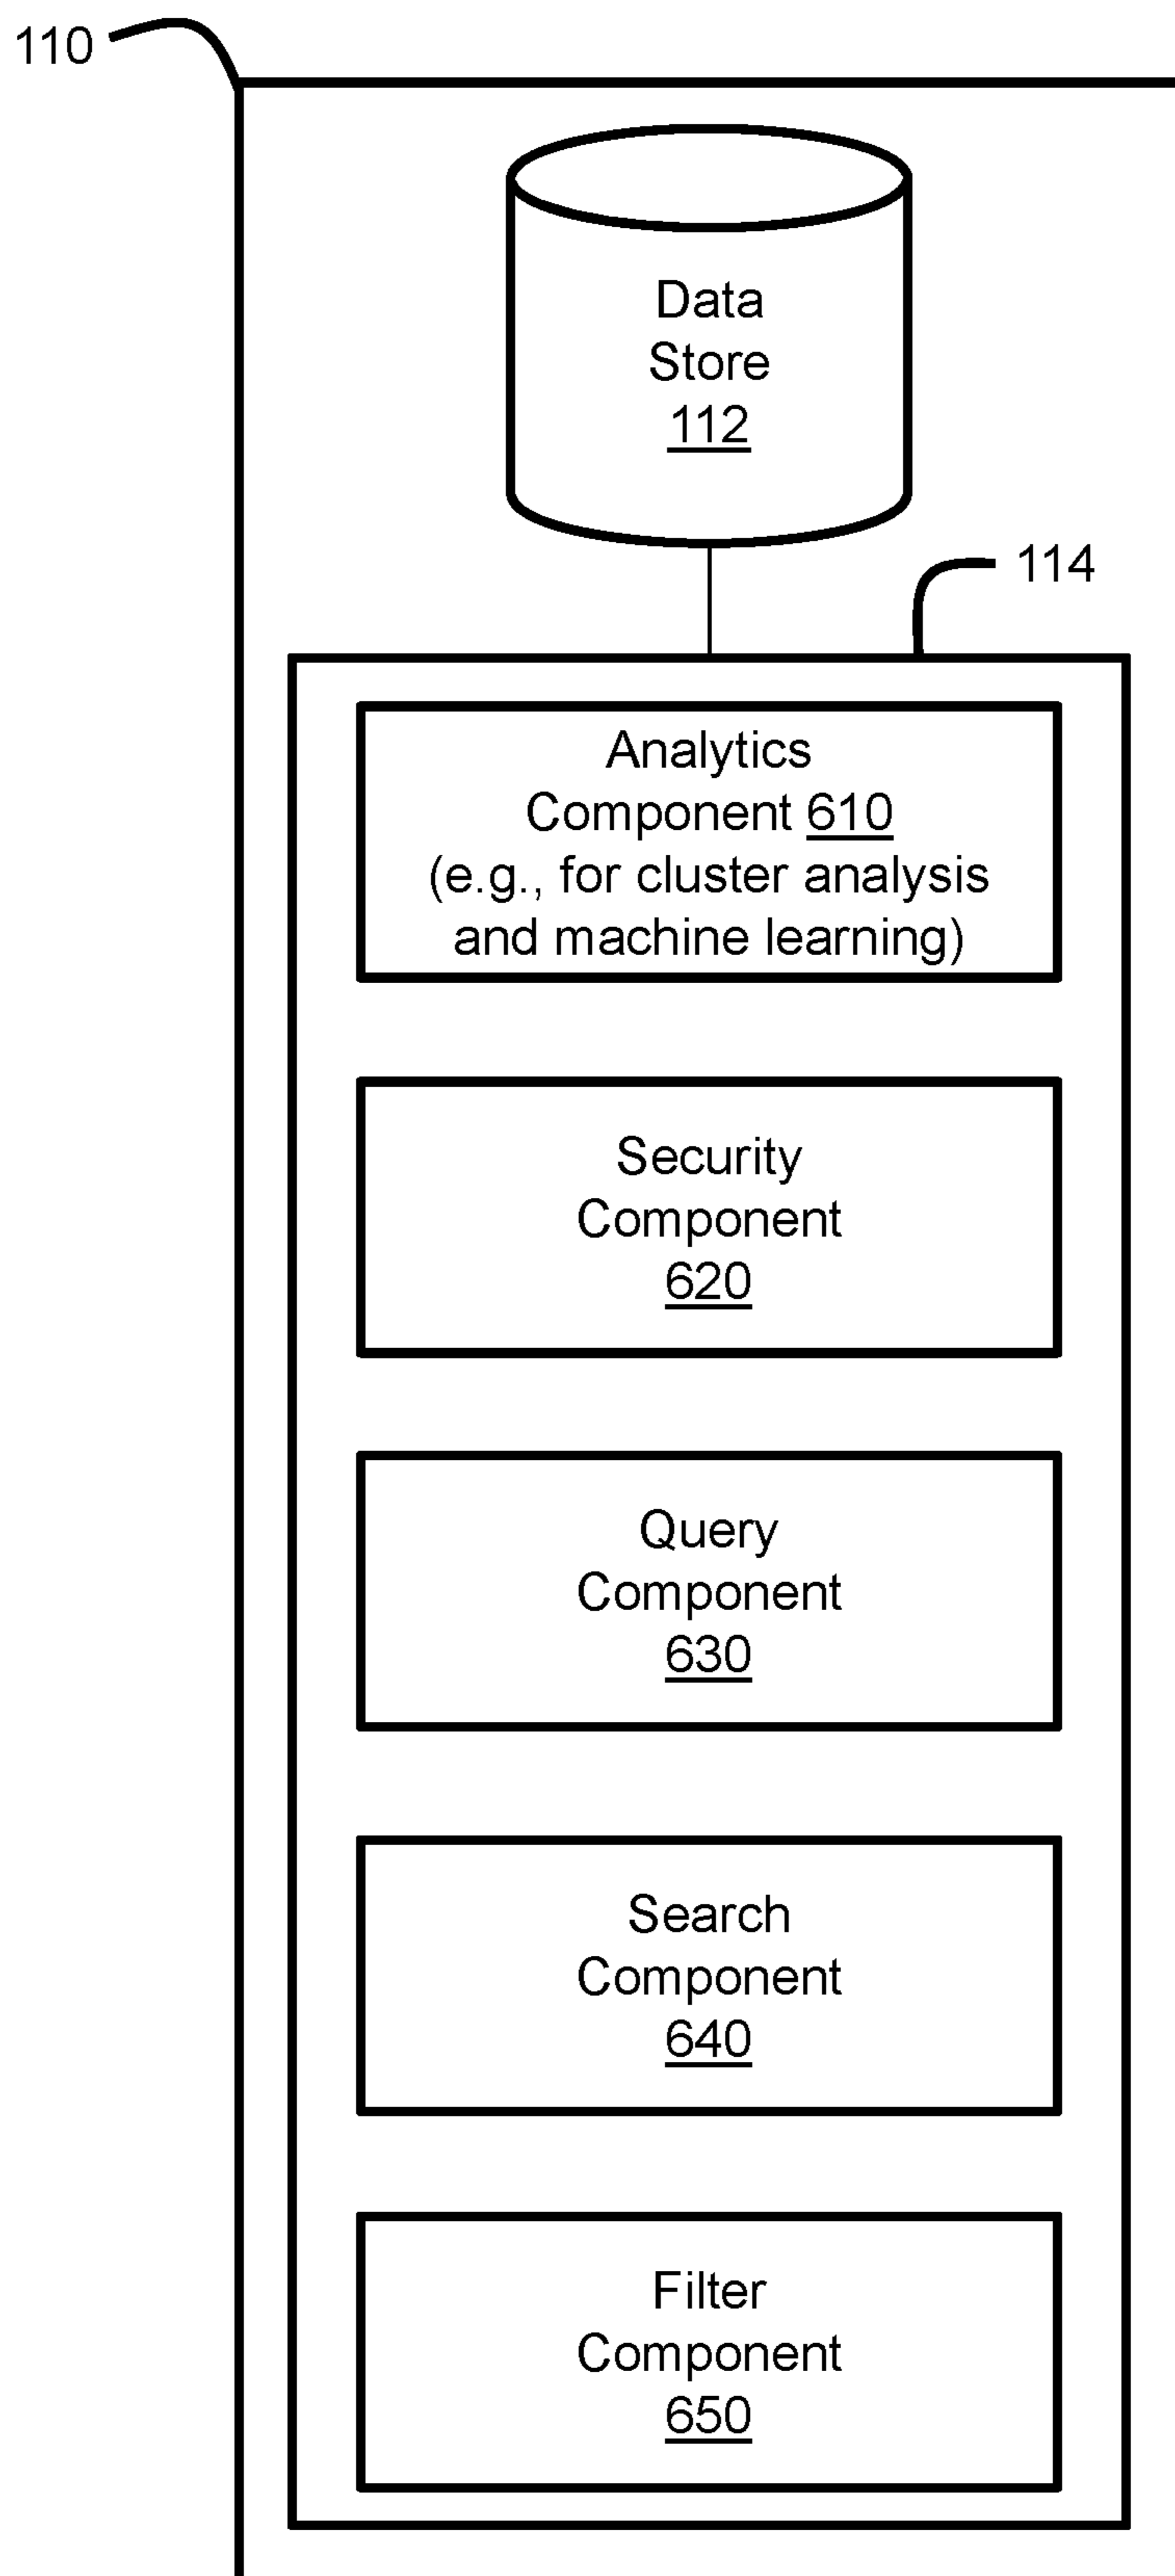 110
Data
Store
112
114
Analytics
Component 610
(e.g., for cluster analysis
and machine learning)
Security
Component
620
Query
Component
630
Search
Component
640
Filter
Component
650